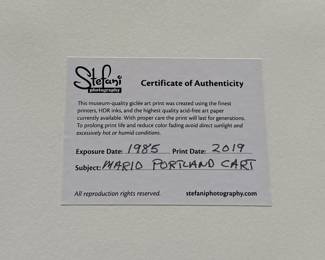 Stefani
photography
Certificate of Authenticity
This museum-quality giclée art print was created using the finest
printers, HDR inks, and the highest quality acid-free art paper
currently available. With proper care the print will last for generations.
To prolong print life and reduce color fading avoid direct sunlight and
excessively hot or humid conditions.
Exposure Date: 1985 Print Date: 2019
Subject: MARIO PORTLAND CART
All reproduction rights reserved. stefaniphotography.com